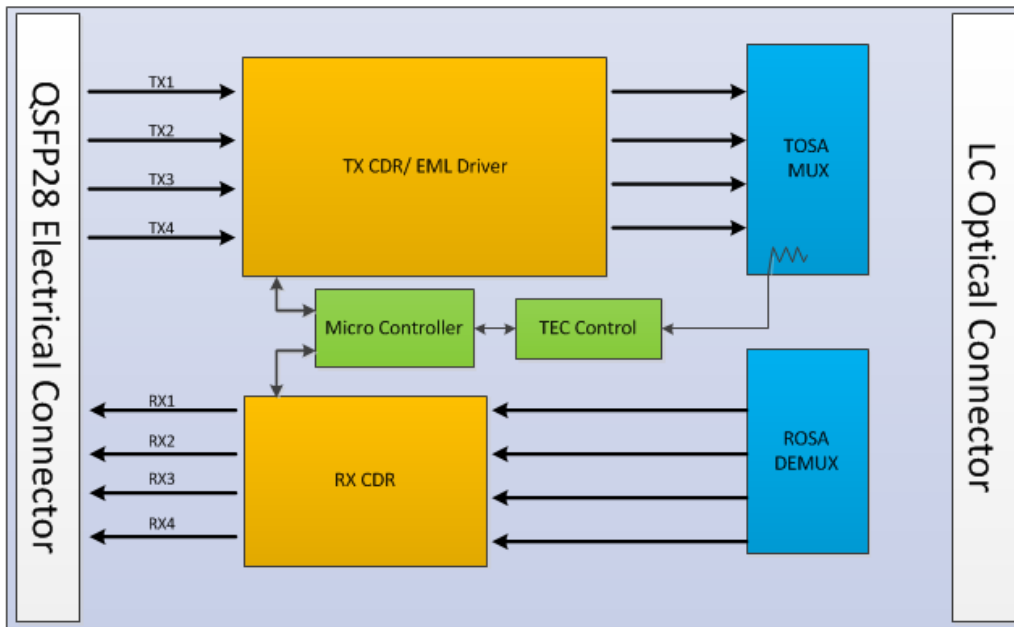 QSFP28 Electrical Connector
TX1
TX2
TX3
TX4
TX CDR/ EML Driver
TOSA
MUX
Micro Controller
TEC Control
RX1
RX2
RX3
RX4
RX CDR
ROSA
DEMUX
LC Optical Connector